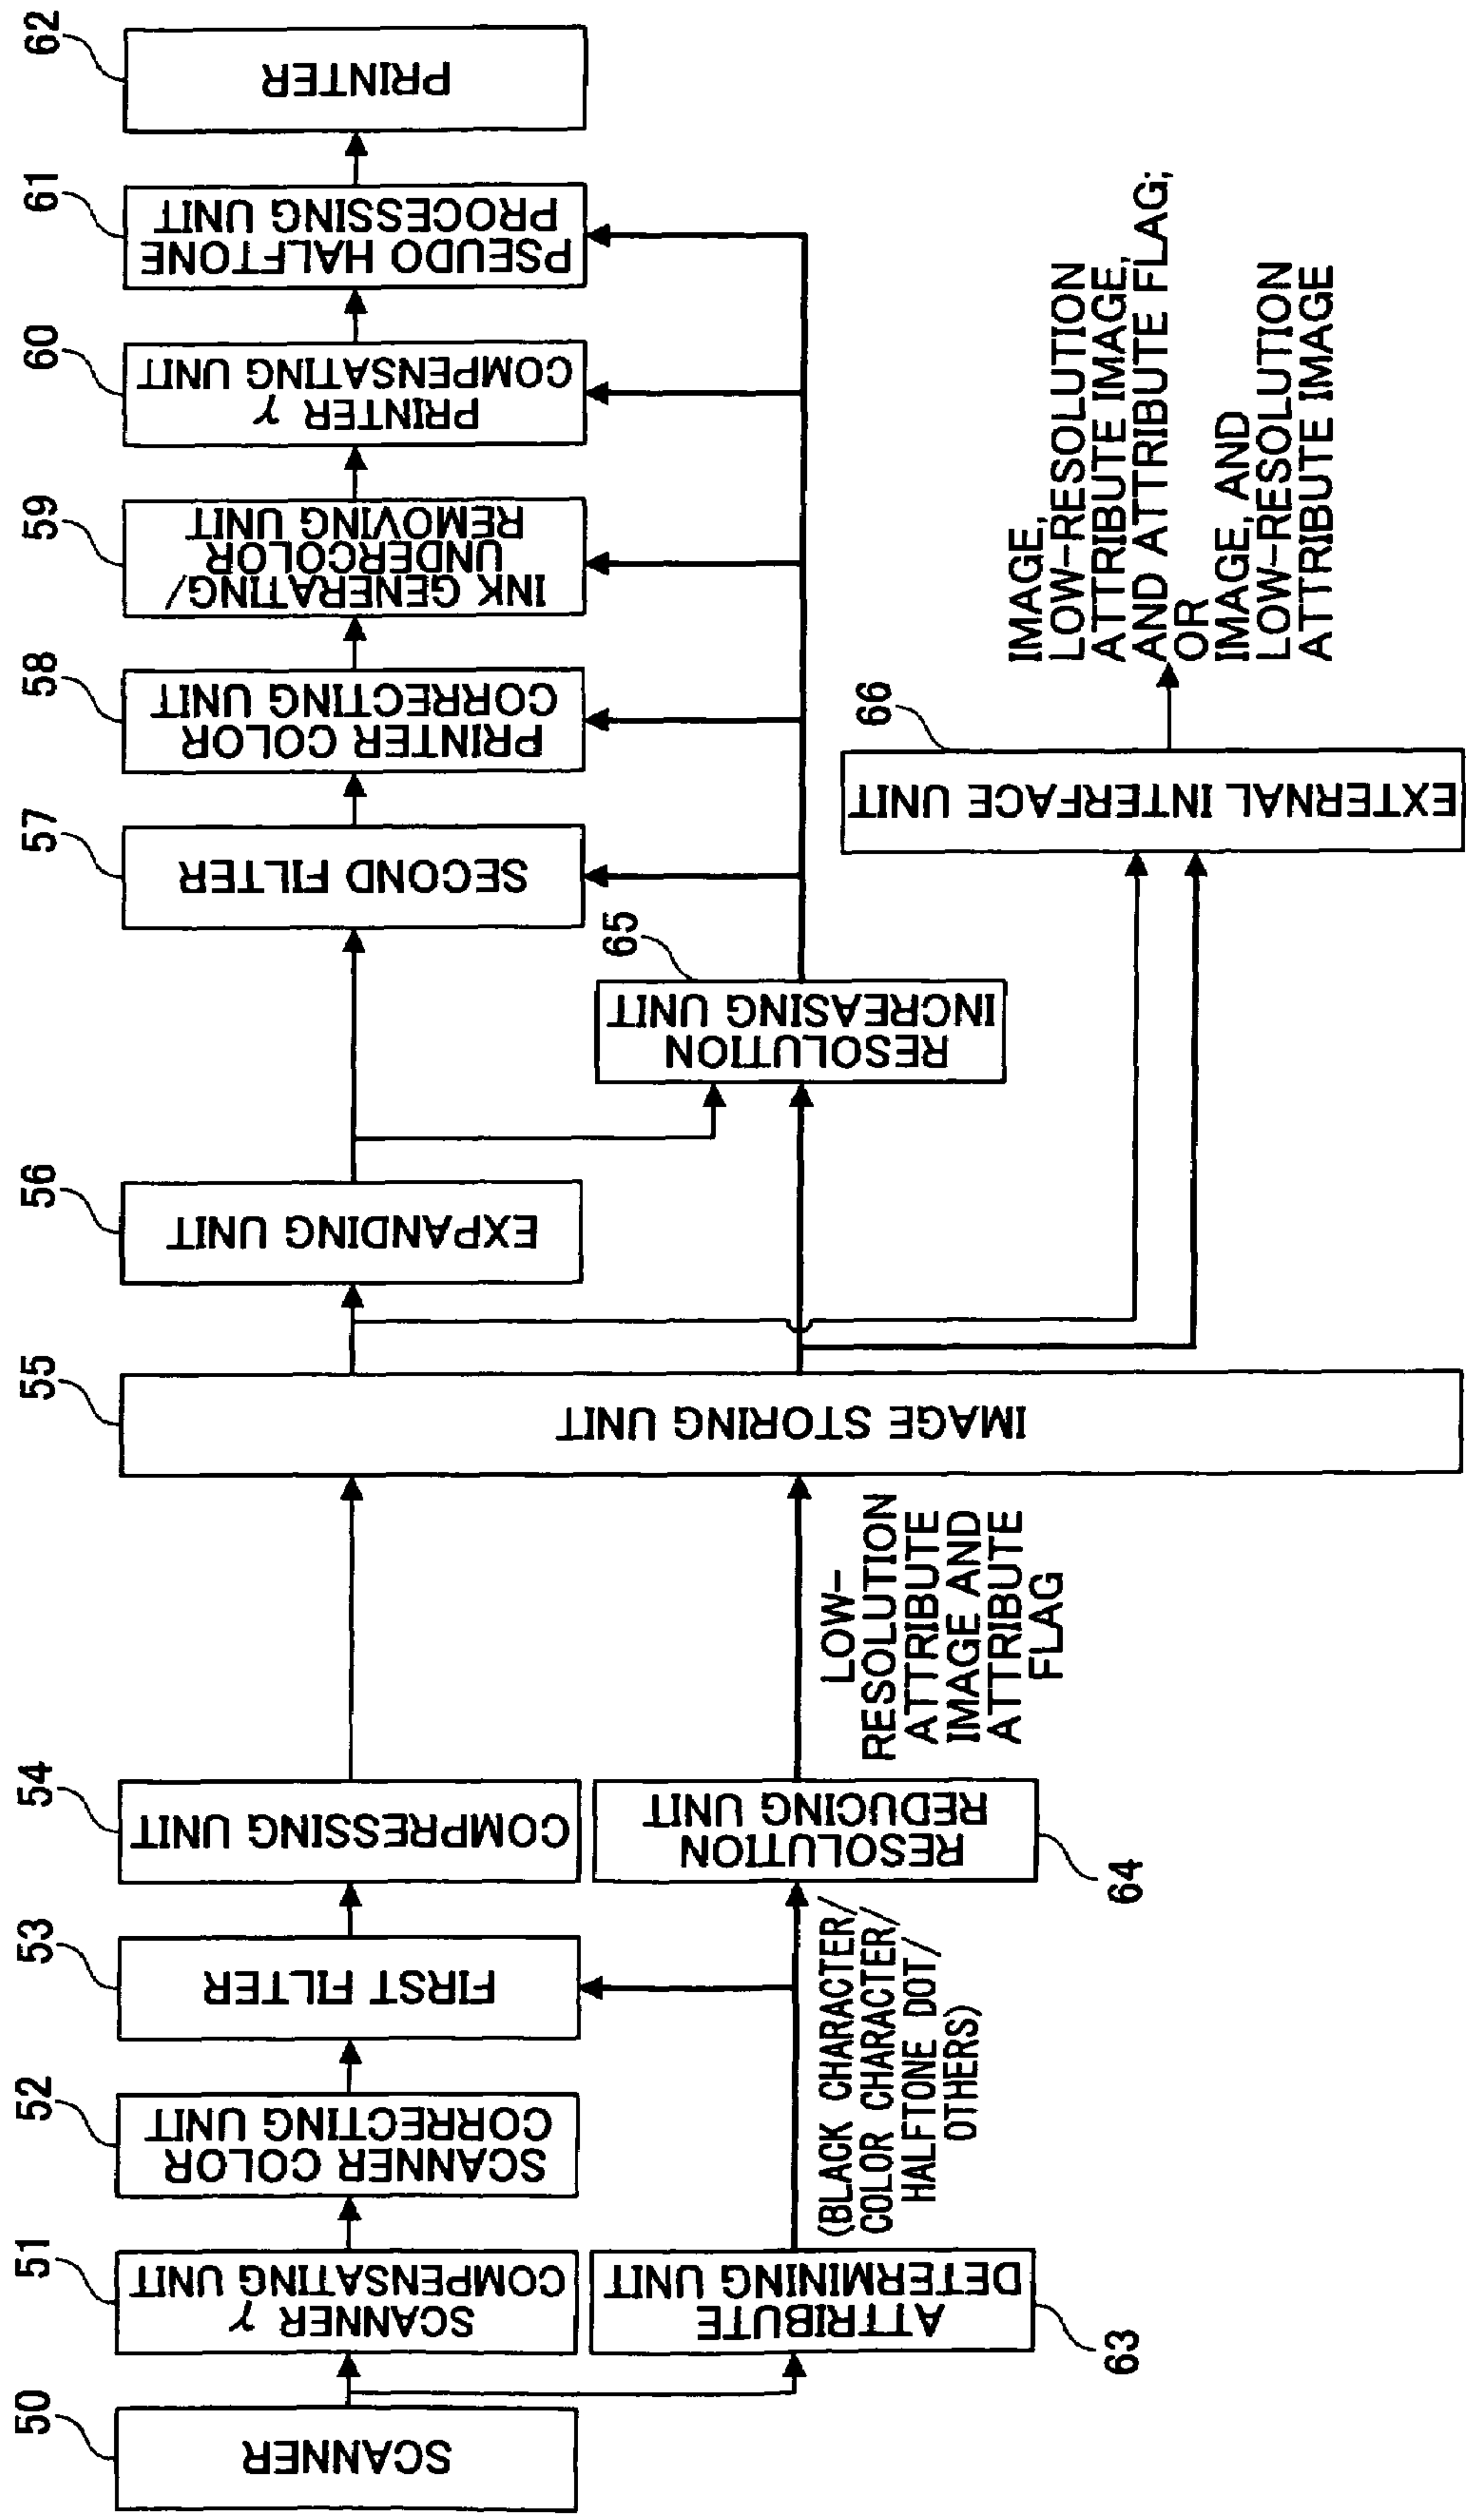 50
SCANNER
51
SCANNER γ
COMPENSATING UNIT
52
SCANNER COLOR
CORRECTING UNIT
53
FIRST FILTER
54
COMPRESSING UNIT
55
IMAGE STORING UNIT
56
EXPANDING UNIT
57
SECOND FILTER
58
PRINTER COLOR
CORRECTING UNIT
59
INK GENERATING/
UNDERCOLOR
REMOVING UNIT
60
PRINTER γ
COMPENSATING UNIT
61
PSEUDO HALFTONE
PROCESSING UNIT
62
PRINTER
63
ATTRIBUTE
DETERMINING UNIT
(BLACK CHARACTER/
COLOR CHARACTER/
HALFTONE DOT/
OTHERS)
64
RESOLUTION
REDUCING UNIT
LOW-
RESOLUTION
ATTRIBUTE
IMAGE AND
ATTRIBUTE
FLAG
65
RESOLUTION
INCREASING UNIT
66
EXTERNAL INTERFACE UNIT
IMAGE,
LOW-RESOLUTION
ATTRIBUTE IMAGE,
AND ATTRIBUTE FLAG;
OR
IMAGE, AND
LOW-RESOLUTION
ATTRIBUTE IMAGE